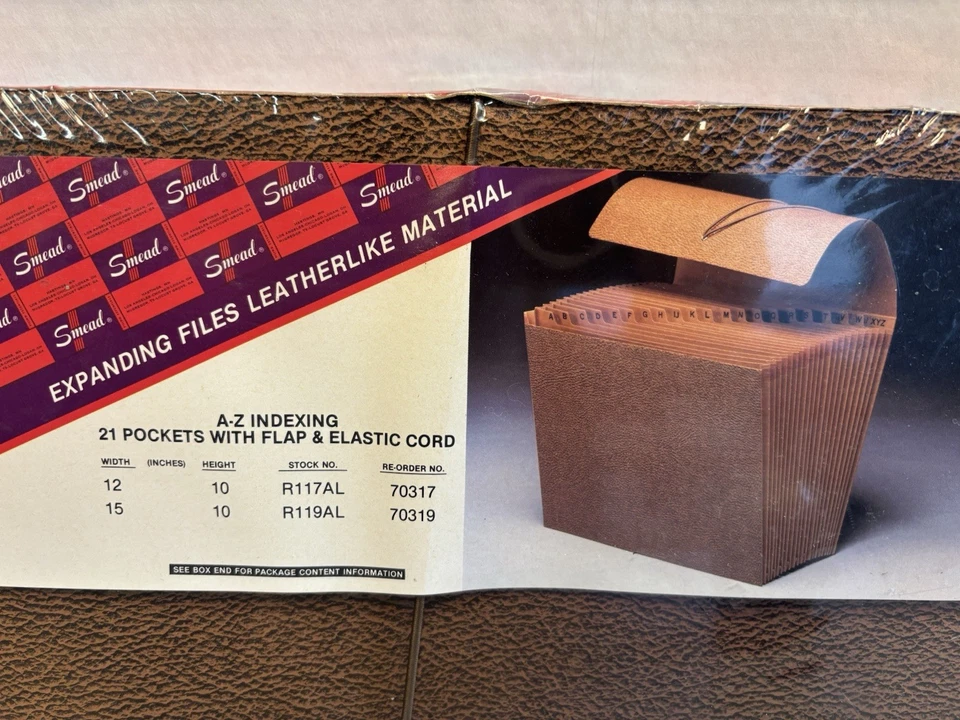 Smead®
Smead®
Smead®
Smead®
Smead®
Smead®
Smead®
Smead®
EXPANDING FILES LEATHERLIKE MATERIAL
A-Z INDEXING
21 POCKETS WITH FLAP & ELASTIC CORD
WIDTH (INCHES) HEIGHT STOCK NO. RE-ORDER NO.
12 10 R117AL 70317
15 10 R119AL 70319
SEE BOX END FOR PACKAGE CONTENT INFORMATION
A B C D E F G H I J K L M N O P Q R S T U V W XYZ